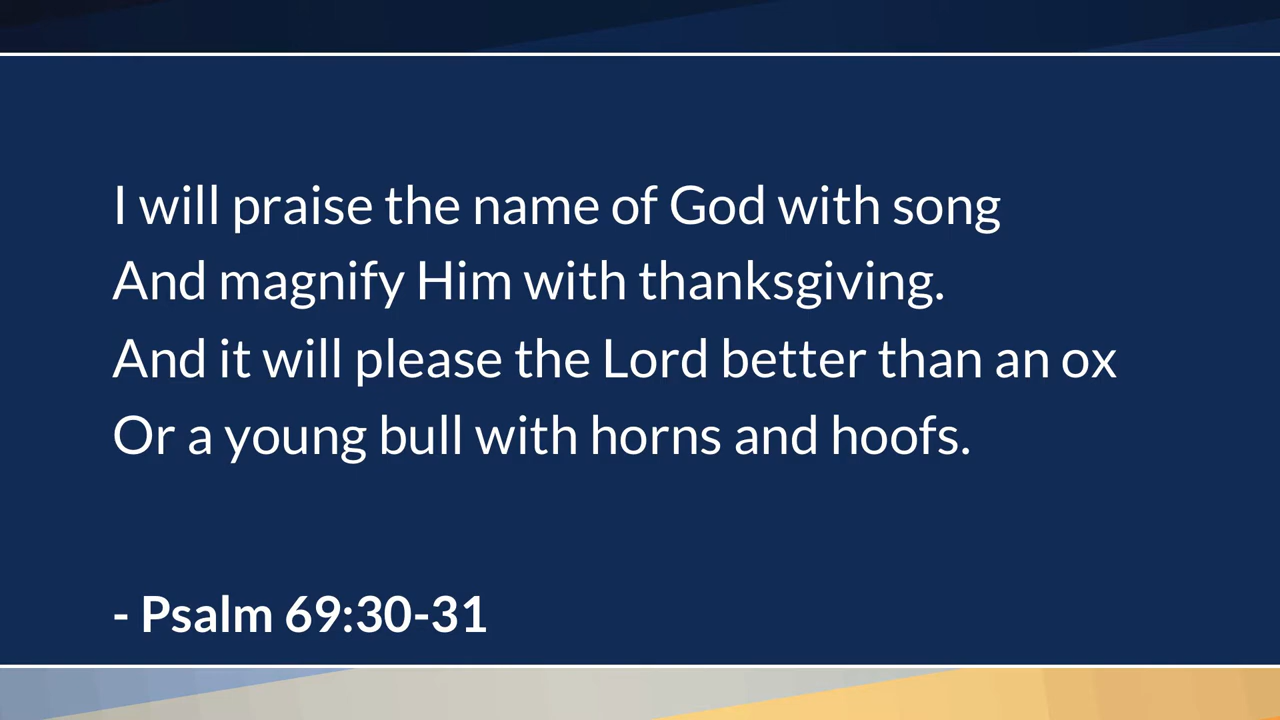 I will praise the name of God with song
And magnify Him with thanksgiving.
And it will please the Lord better than an ox
Or a young bull with horns and hoofs.
- Psalm 69:30-31